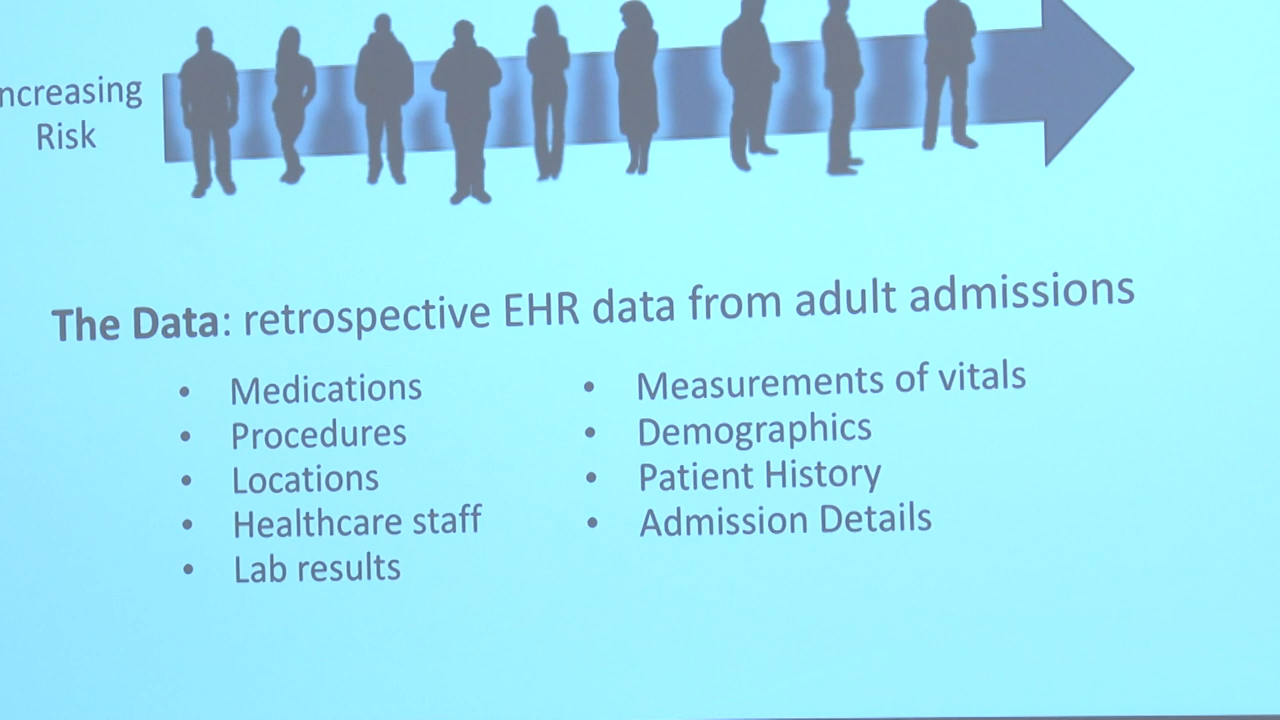 ncreasing
Risk
The Data: retrospective EHR data from adult admissions
• Medications
• Procedures
• Locations
• Healthcare staff
• Lab results
• Measurements of vitals
• Demographics
• Patient History
• Admission Details